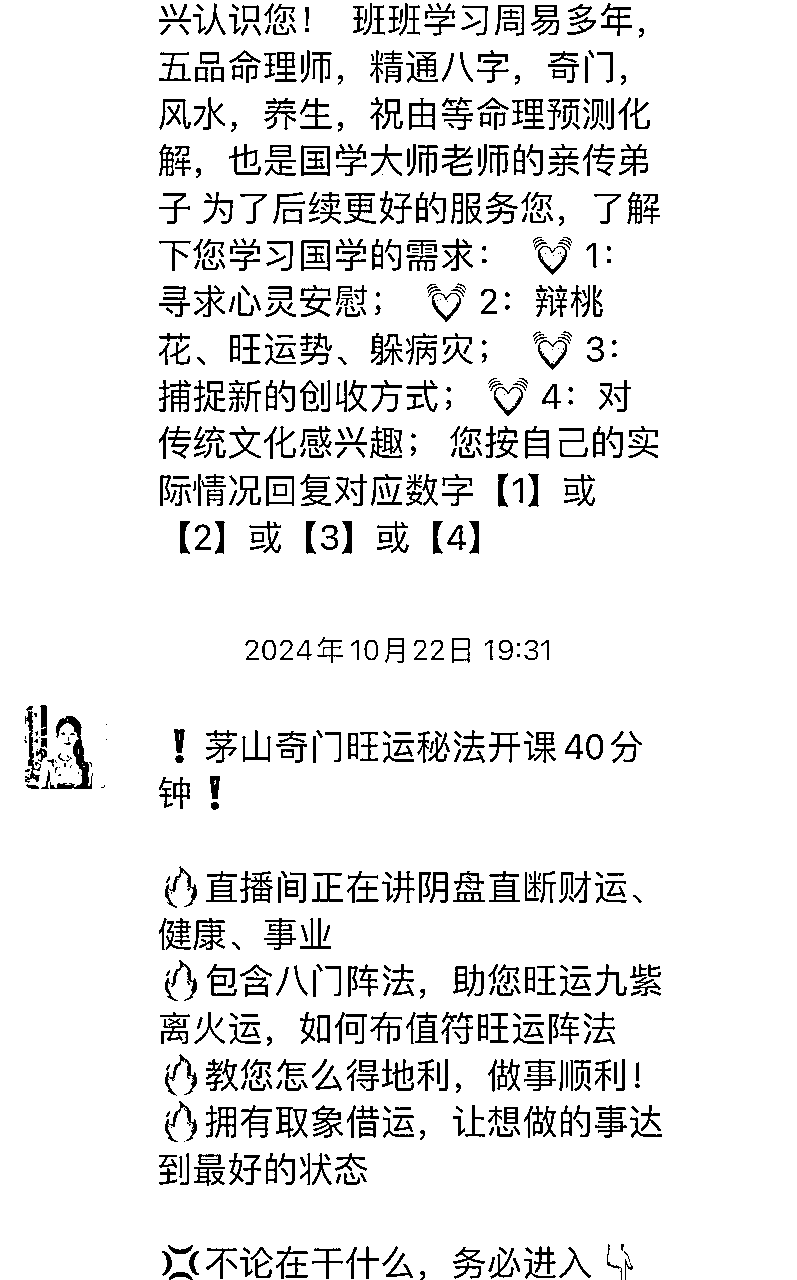 兴认识您！ 班班学习周易多年，
五品命理师，精通八字，奇门，
风水，养生，祝由等命理预测化
解，也是国学大师老师的亲传弟
子 为了后续更好的服务您，了解
下您学习国学的需求： 💓 1：
寻求心灵安慰； 💓 2：辩桃
花、旺运势、躲病灾； 💓 3：
捕捉新的创收方式； 💓 4：对
传统文化感兴趣； 您按自己的实
际情况回复对应数字【1】或
【2】或【3】或【4】
2024年10月22日 19:31
❗茅山奇门旺运秘法开课40分
钟❗
🔥直播间正在讲阴盘直断财运、
健康、事业
🔥包含八门阵法，助您旺运九紫
离火运，如何布值符旺运阵法
🔥教您怎么得地利，做事顺利！
🔥拥有取象借运，让想做的事达
到最好的状态
💢不论在干什么，务必进入👇